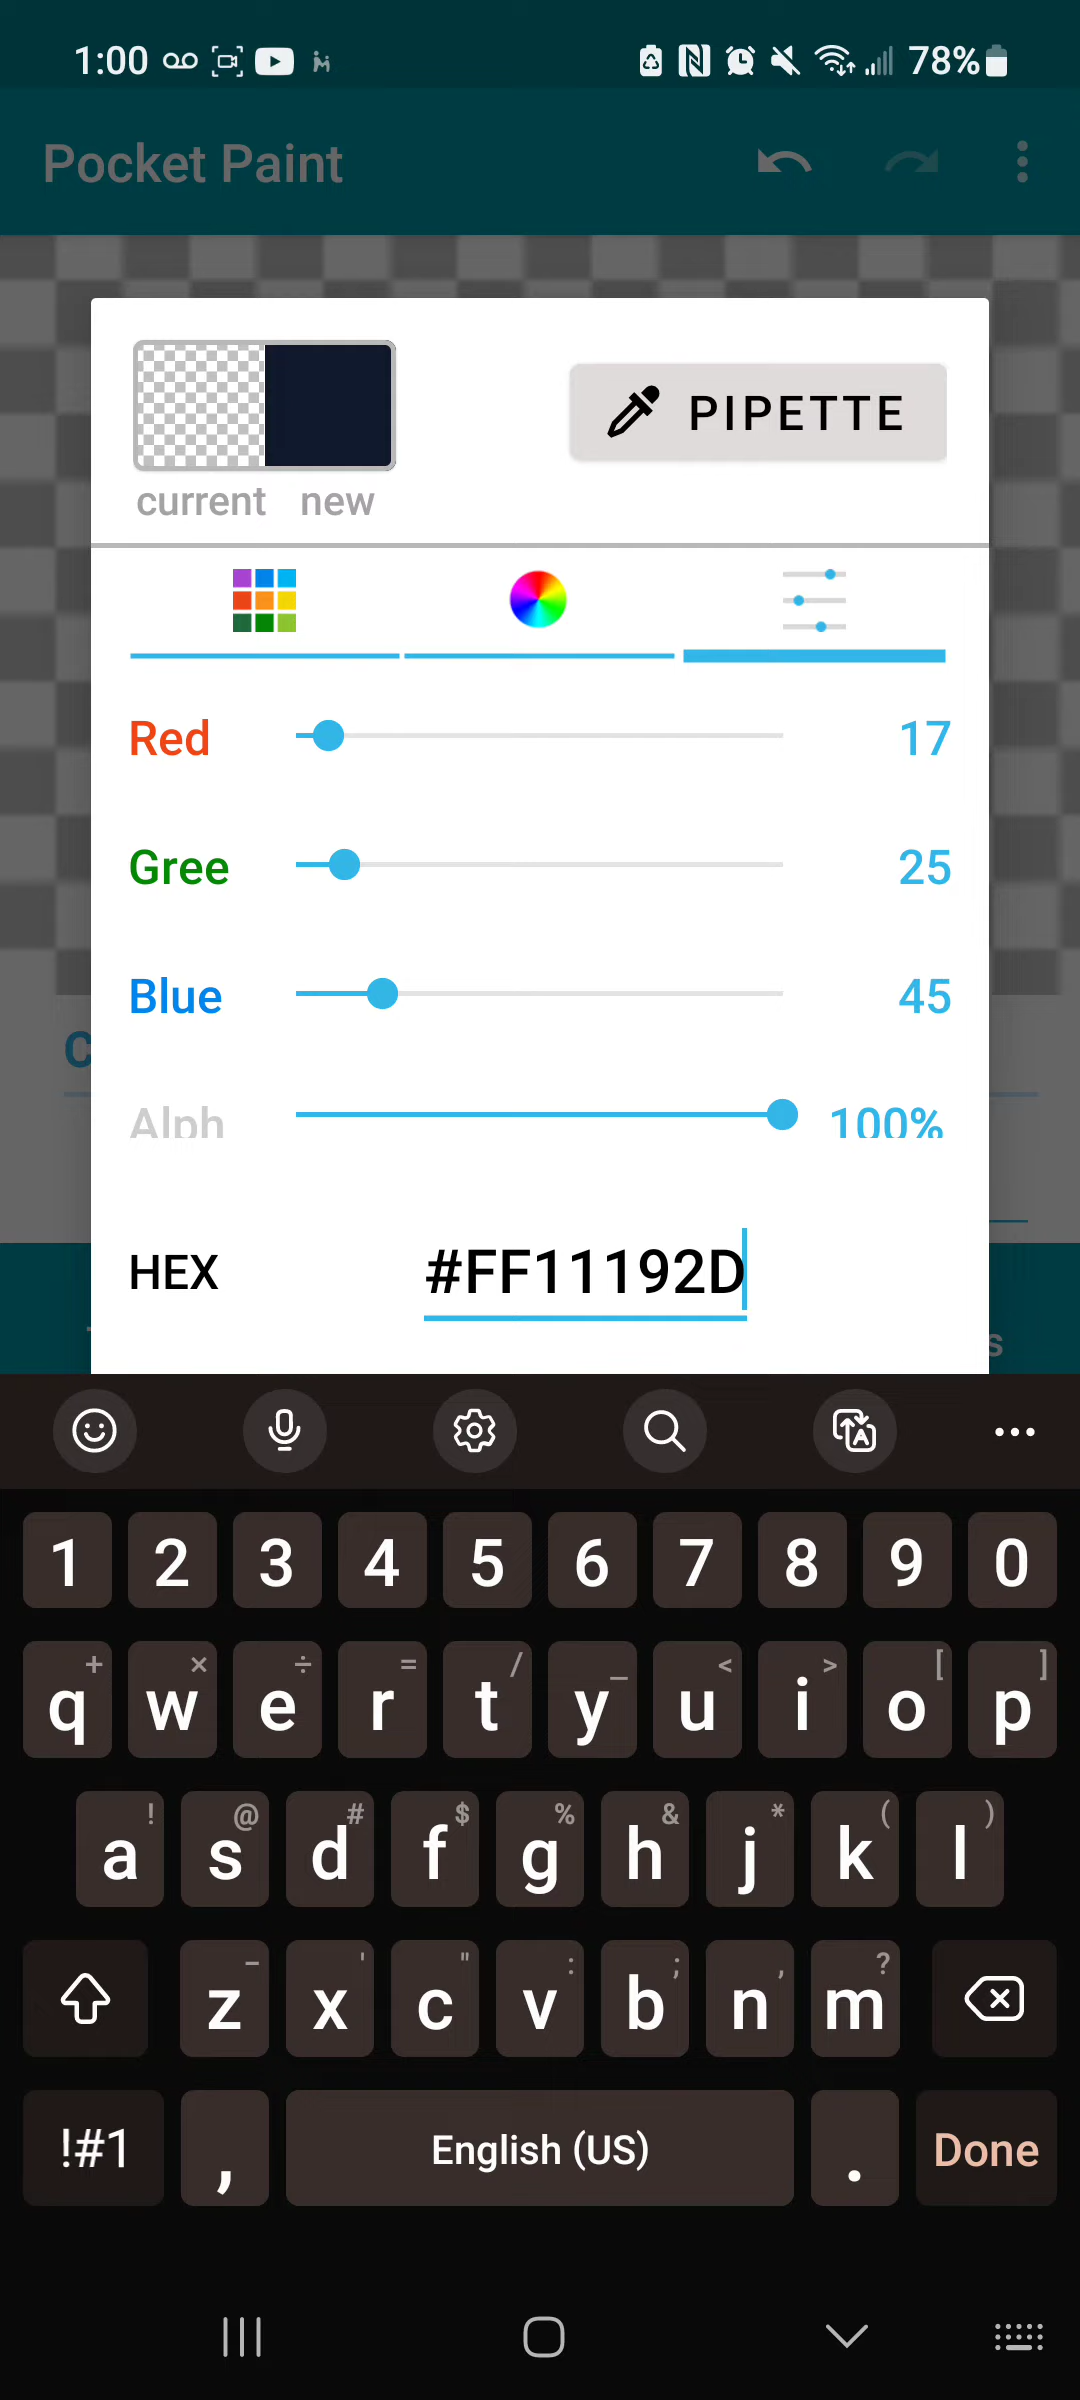 1:00 78%
Pocket Paint
PIPETTE
current new
Red 17
Gree 25
Blue 45
Alph 100%
C
HEX #FF11192D
s
1 2 3 4 5 6 7 8 9 0
+ × ÷ = / _ < > [ ]
q w e r t y u i o p
! @ # $ % & * ( )
a s d f g h j k l
- ' " : ; , ?
z x c v b n m
!#1 , English (US) . Done